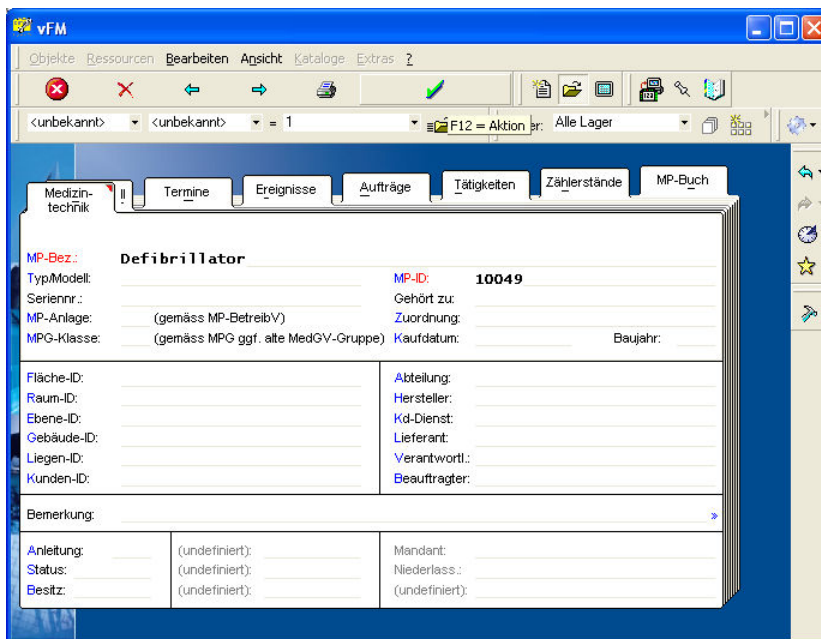 vFM
Objekte Ressourcen Bearbeiten Ansicht Kataloge Extras ?
<unbekannt> <unbekannt> = 1 F12 = Aktion er: Alle Lager
Medizin-
technik
II Termine Ereignisse Aufträge Tätigkeiten Zählerstände MP-Buch
MP-Bez.: Defibrillator
Typ/Modell: MP-ID: 10049
Seriennr.: Gehört zu:
MP-Anlage: (gemäss MP-BetreibV) Zuordnung:
MPG-Klasse: (gemäss MPG ggf. alte MedGV-Gruppe) Kaufdatum: Baujahr:
Fläche-ID: Abteilung:
Raum-ID: Hersteller:
Ebene-ID: Kd-Dienst:
Gebäude-ID: Lieferant:
Liegen-ID: Verantwortl.:
Kunden-ID: Beauftragter:
Bemerkung: »
Anleitung: (undefiniert): Mandant:
Status: (undefiniert): Niederlass.:
Besitz: (undefiniert): (undefiniert):